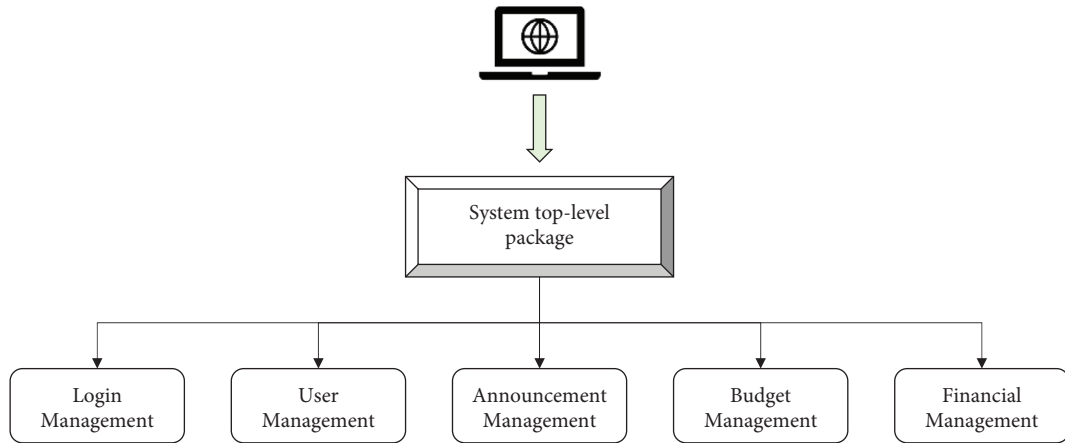 System top-level
package
Login
Management
User
Management
Announcement
Management
Budget
Management
Financial
Management